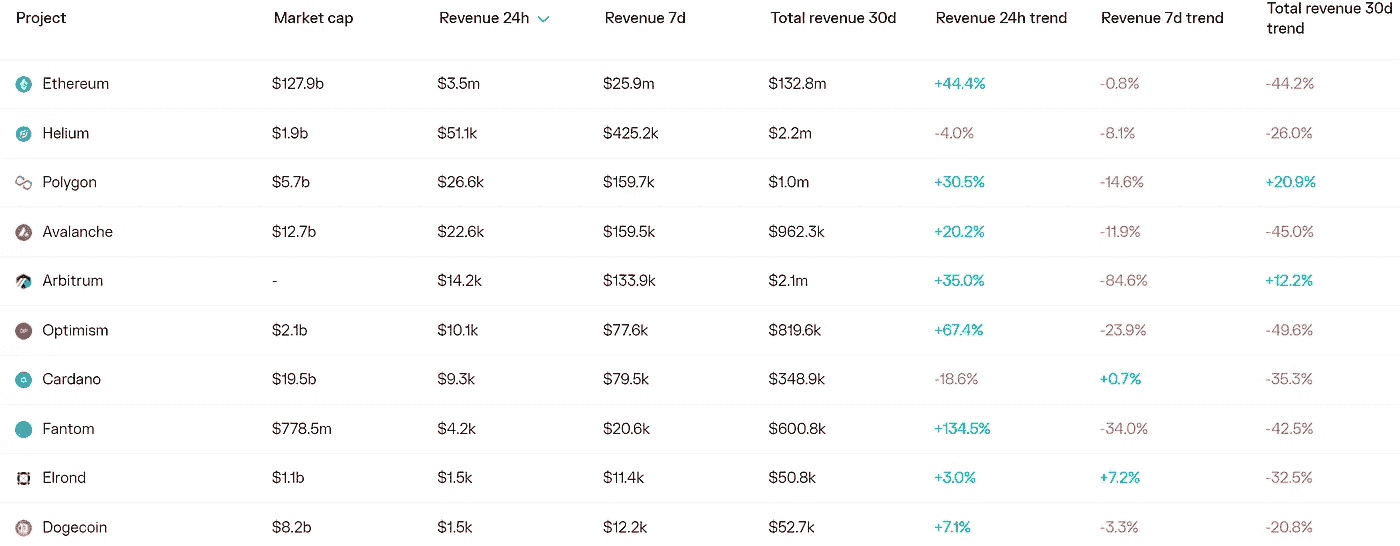 Project Market cap Revenue 24h Revenue 7d Total revenue 30d Revenue 24h trend Revenue 7d trend Total revenue 30d
trend
Ethereum $127.9b $3.5m $25.9m $132.8m +44.4% -0.8% -44.2%
Helium $1.9b $51.1k $425.2k $2.2m -4.0% -8.1% -26.0%
Polygon $5.7b $26.6k $159.7k $1.0m +30.5% -14.6% +20.9%
Avalanche $12.7b $22.6k $159.5k $962.3k +20.2% -11.9% -45.0%
Arbitrum - $14.2k $133.9k $2.1m +35.0% -84.6% +12.2%
Optimism $2.1b $10.1k $77.6k $819.6k +67.4% -23.9% -49.6%
Cardano $19.5b $9.3k $79.5k $348.9k -18.6% +0.7% -35.3%
Fantom $778.5m $4.2k $20.6k $600.8k +134.5% -34.0% -42.5%
Elrond $1.1b $1.5k $11.4k $50.8k +3.0% +7.2% -32.5%
Dogecoin $8.2b $1.5k $12.2k $52.7k +7.1% -3.3% -20.8%